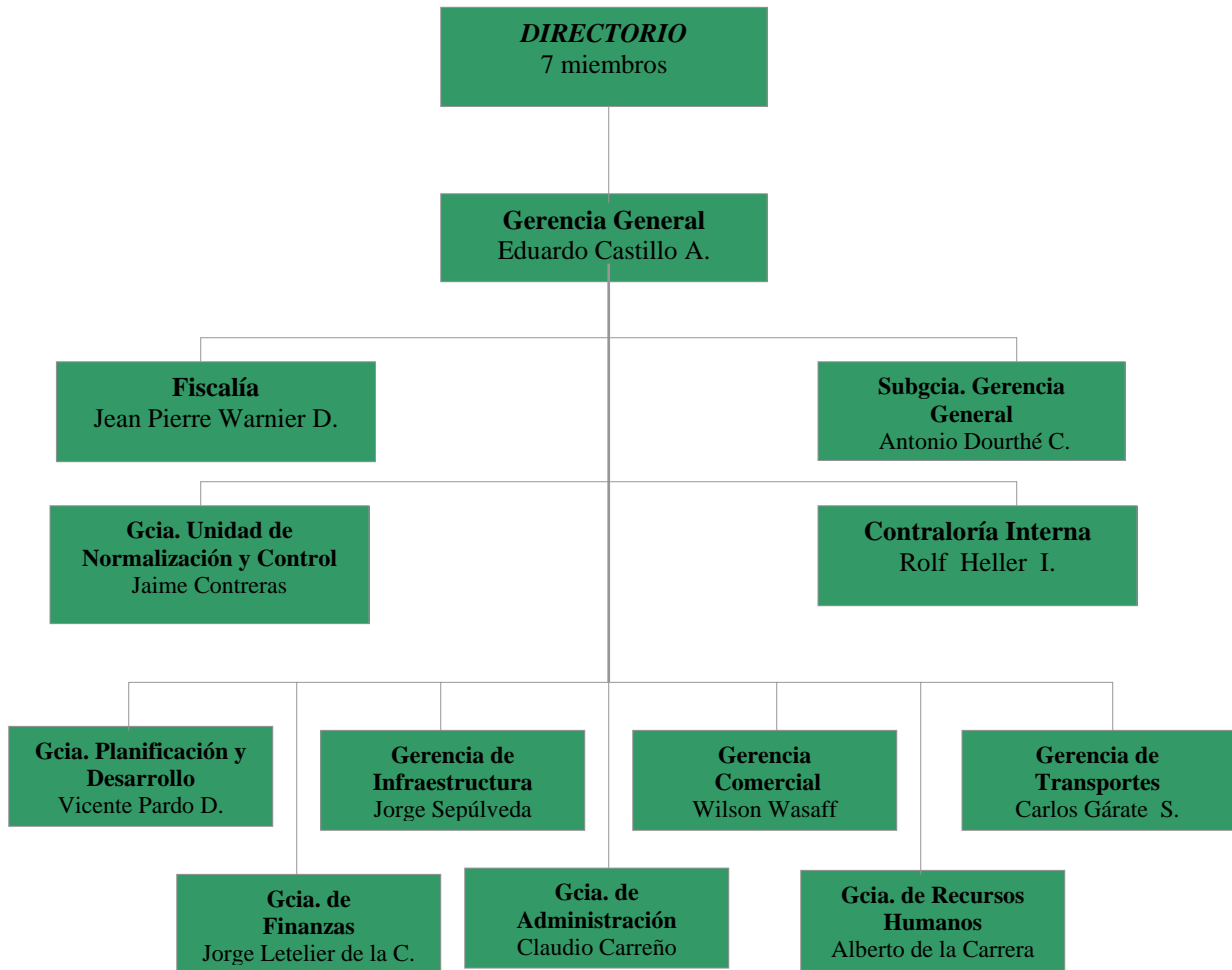 DIRECTORIO
7 miembros
Gerencia General
Eduardo Castillo A.
Fiscalía
Jean Pierre Warnier D.
Subgcia. Gerencia
General
Antonio Dourthé C.
Gcia. Unidad de
Normalización y Control
Jaime Contreras
Contraloría Interna
Rolf Heller I.
Gcia. Planificación y
Desarrollo
Vicente Pardo D.
Gerencia de
Infraestructura
Jorge Sepúlveda
Gerencia
Comercial
Wilson Wasaff
Gerencia de
Transportes
Carlos Gárate S.
Gcia. de
Finanzas
Jorge Letelier de la C.
Gcia. de
Administración
Claudio Carreño
Gcia. de Recursos
Humanos
Alberto de la Carrera